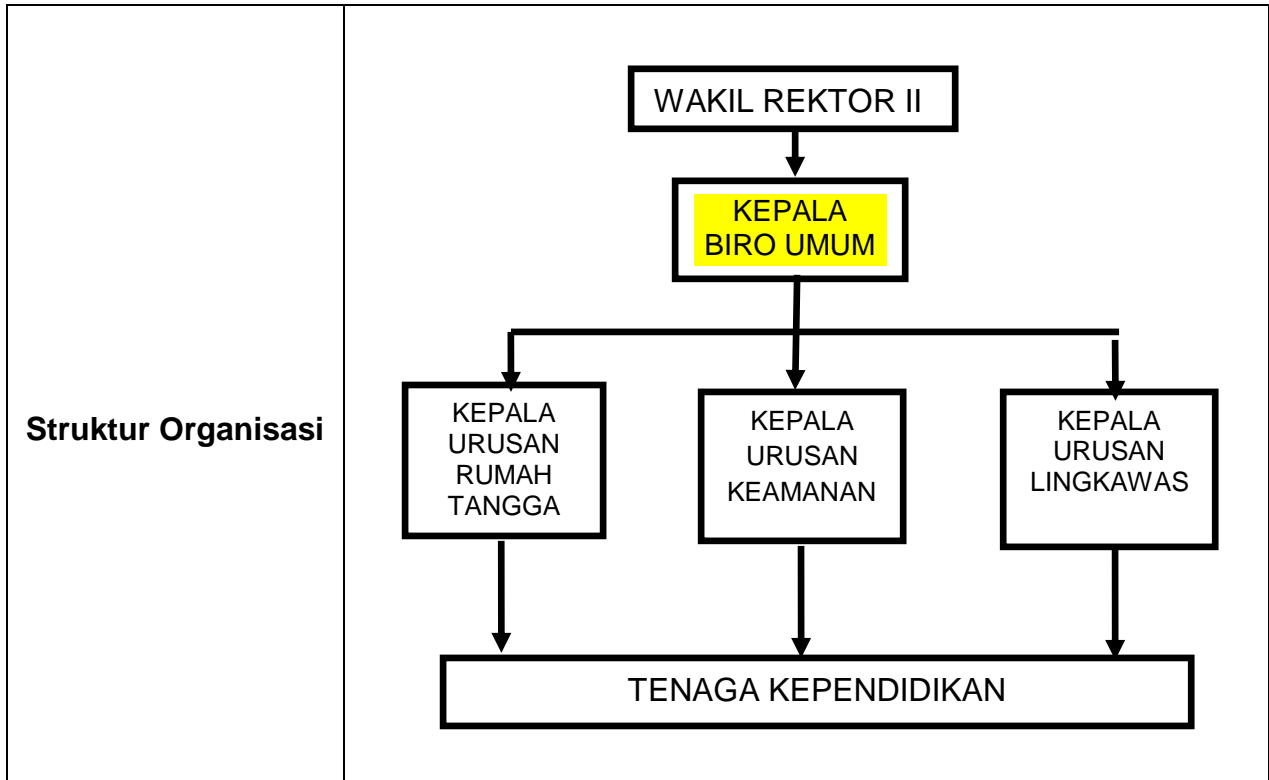 Struktur Organisasi
WAKIL REKTOR II
KEPALA
BIRO UMUM
KEPALA
URUSAN
RUMAH
TANGGA
KEPALA
URUSAN
KEAMANAN
KEPALA
URUSAN
LINGKAWAS
TENAGA KEPENDIDIKAN